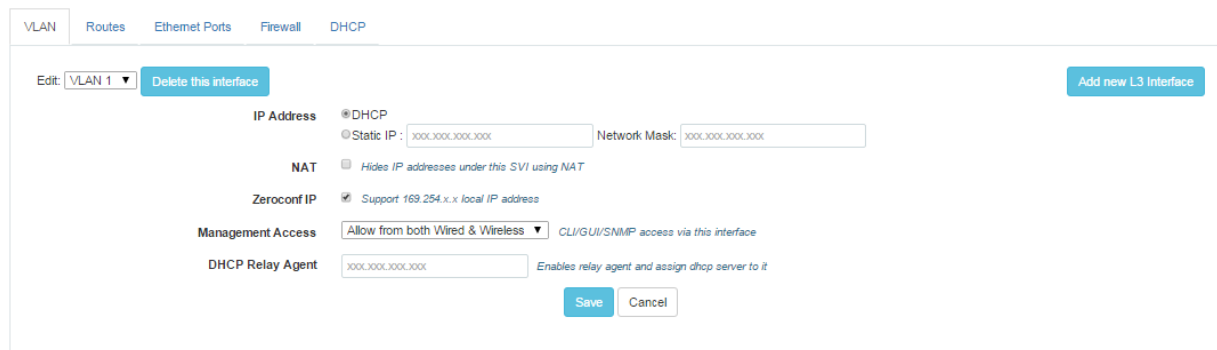 VLAN Routes Ethernet Ports Firewall DHCP
Edit: VLAN 1 Delete this interface Add new L3 Interface
IP Address DHCP
Static IP : xxx.xxx.xxx.xxx Network Mask: xxx.xxx.xxx.xxx
NAT Hides IP addresses under this SVI using NAT
Zeroconf IP Support 169.254.x.x local IP address
Management Access Allow from both Wired & Wireless CLI/GUI/SNMP access via this interface
DHCP Relay Agent xxx.xxx.xxx.xxx Enables relay agent and assign dhcp server to it
Save Cancel